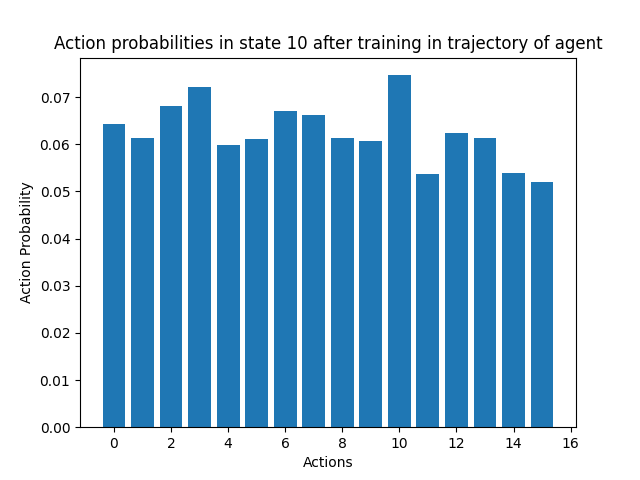 Action probabilities in state 10 after training in trajectory of agent
0.07
0.06
0.05
0.04
0.03
0.02
0.01
0.00
Action Probability
0 2 4 6 8 10 12 14 16
Actions